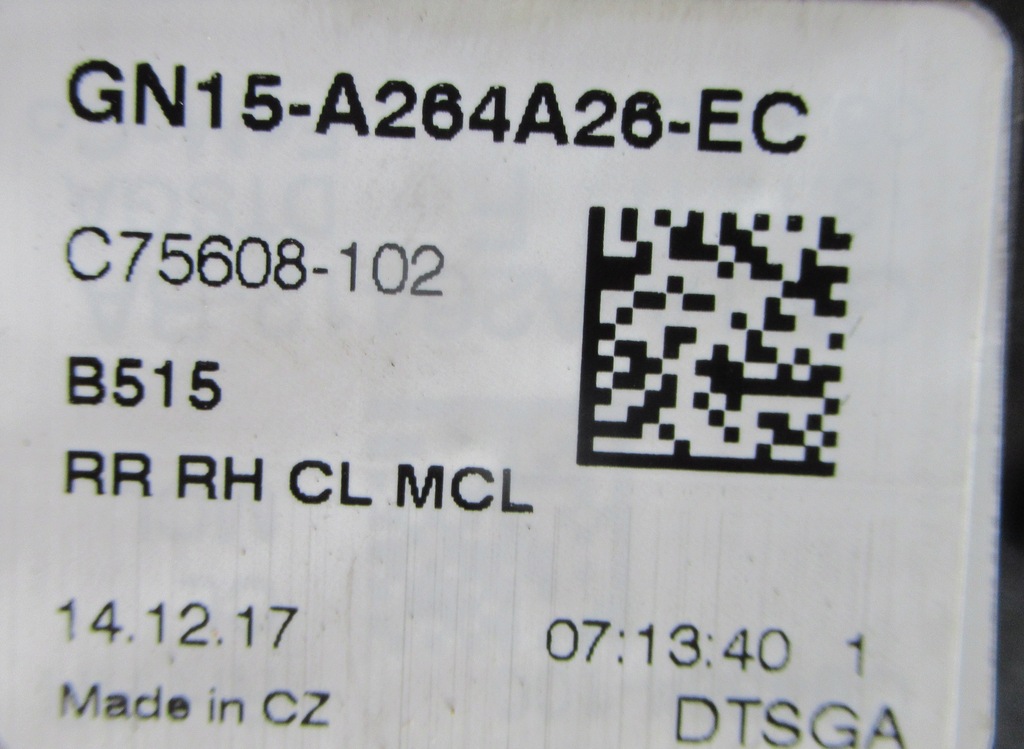 GN15-A264A26-EC
C75608-102
B515
RR RH CL MCL
14.12.17 07:13:40 1
Made in CZ DTSGA